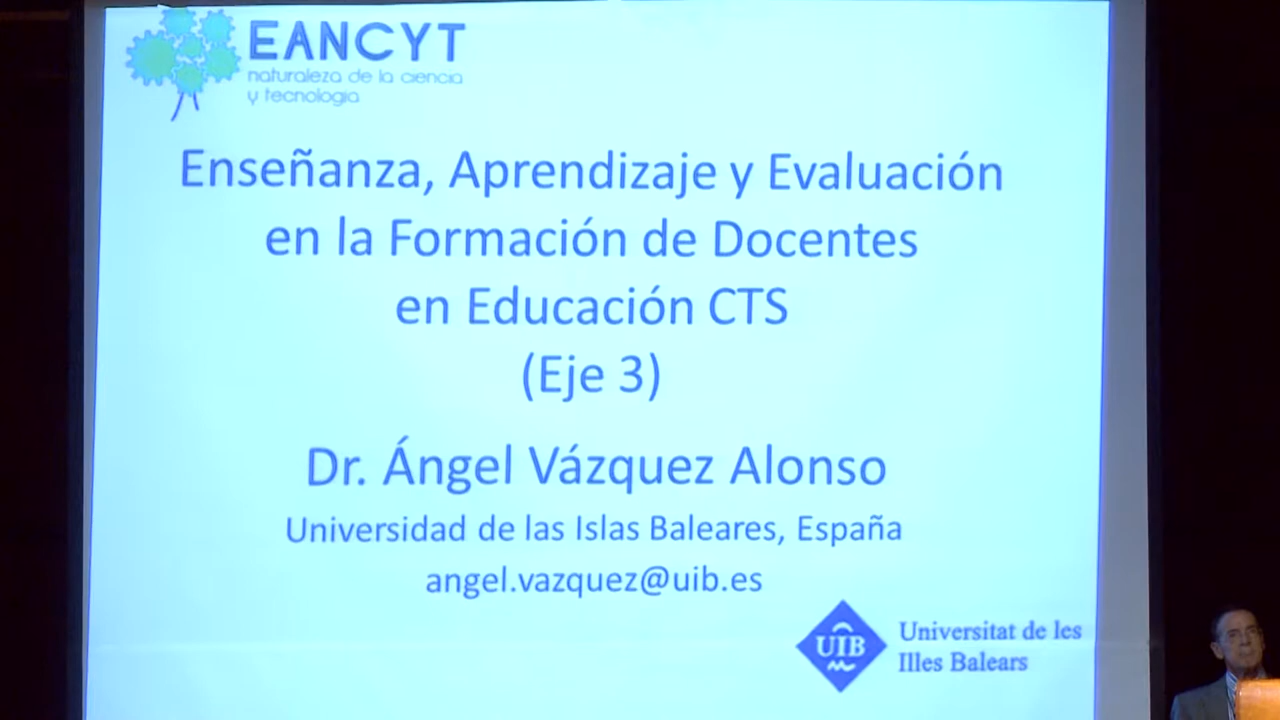 EANCYT
naturaleza de la ciencia
y tecnología
Enseñanza, Aprendizaje y Evaluación
en la Formación de Docentes
en Educación CTS
(Eje 3)
Dr. Ángel Vázquez Alonso
Universidad de las Islas Baleares, España
angel.vazquez@uib.es
UIB
Universitat de les
Illes Balears